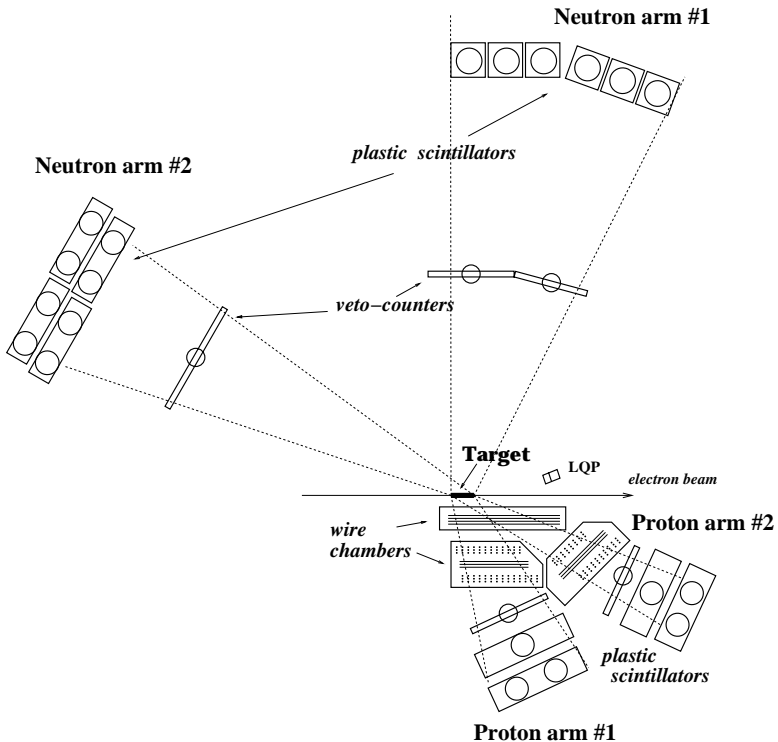 Neutron arm #1
plastic scintillators
Neutron arm #2
veto−counters
Target
LQP
electron beam
wire
chambers
Proton arm #2
plastic
scintillators
Proton arm #1